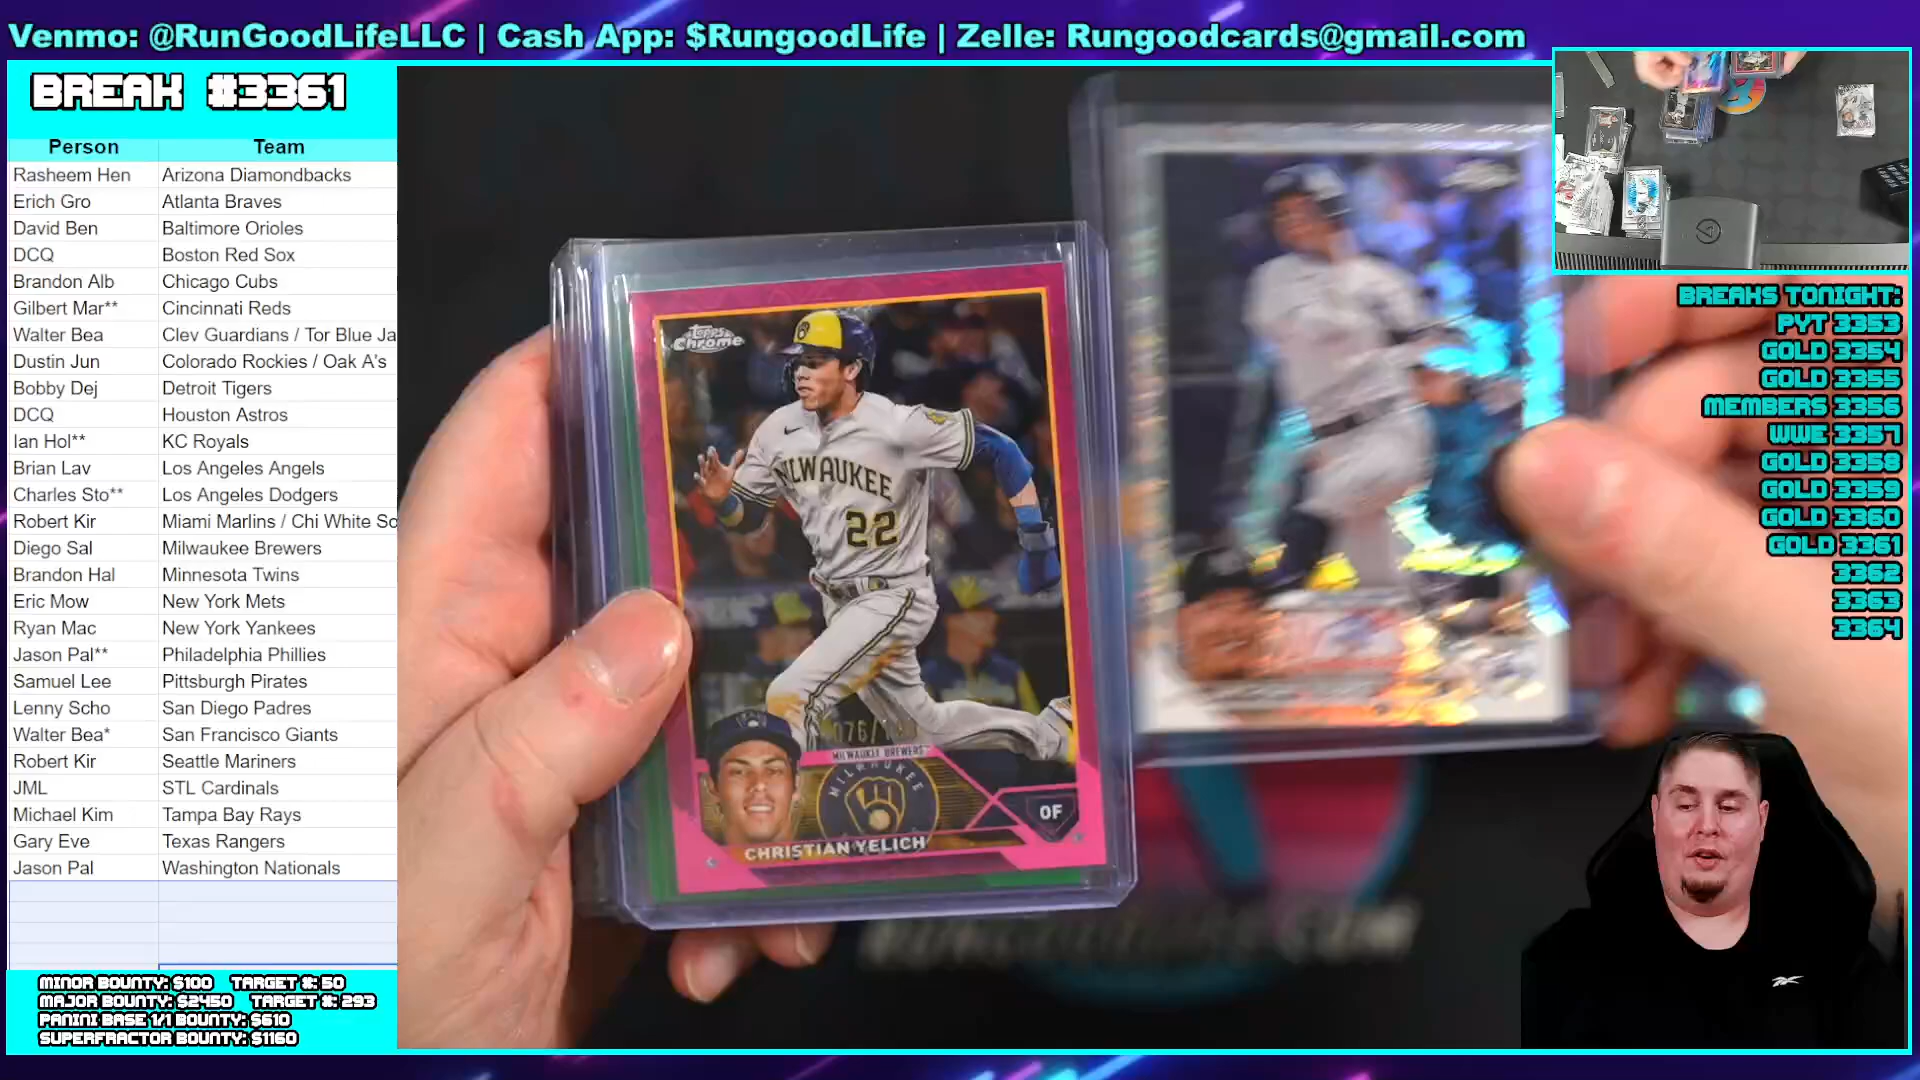 Venmo: @RunGoodLifeLLC | Cash App: $RungoodLife | Zelle: Rungoodcards@gmail.com
BREAK #3361
Person Team
Rasheem Hen Arizona Diamondbacks
Erich Gro Atlanta Braves
David Ben Baltimore Orioles
DCQ Boston Red Sox
Brandon Alb Chicago Cubs
Gilbert Mar** Cincinnati Reds
Walter Bea Clev Guardians / Tor Blue Ja
Dustin Jun Colorado Rockies / Oak A's
Bobby Dej Detroit Tigers
DCQ Houston Astros
Ian Hol** KC Royals
Brian Lav Los Angeles Angels
Charles Sto** Los Angeles Dodgers
Robert Kir Miami Marlins / Chi White So
Diego Sal Milwaukee Brewers
Brandon Hal Minnesota Twins
Eric Mow New York Mets
Ryan Mac New York Yankees
Jason Pal** Philadelphia Phillies
Samuel Lee Pittsburgh Pirates
Lenny Scho San Diego Padres
Walter Bea* San Francisco Giants
Robert Kir Seattle Mariners
JML STL Cardinals
Michael Kim Tampa Bay Rays
Gary Eve Texas Rangers
Jason Pal Washington Nationals
MINOR BOUNTY: $100 TARGET #: 50
MAJOR BOUNTY: $2450 TARGET #: 293
PANINI BASE 1/1 BOUNTY: $610
SUPERFRACTOR BOUNTY: $1160
Topps
Chrome
MILWAUKEE
22
MILWAUKEE BREWERS
MILWAUKEE
OF
CHRISTIAN YELICH
BREAKS TONIGHT:
PYT 3353
GOLD 3354
GOLD 3355
MEMBERS 3356
WWE 3357
GOLD 3358
GOLD 3359
GOLD 3360
GOLD 3361
3362
3363
3364